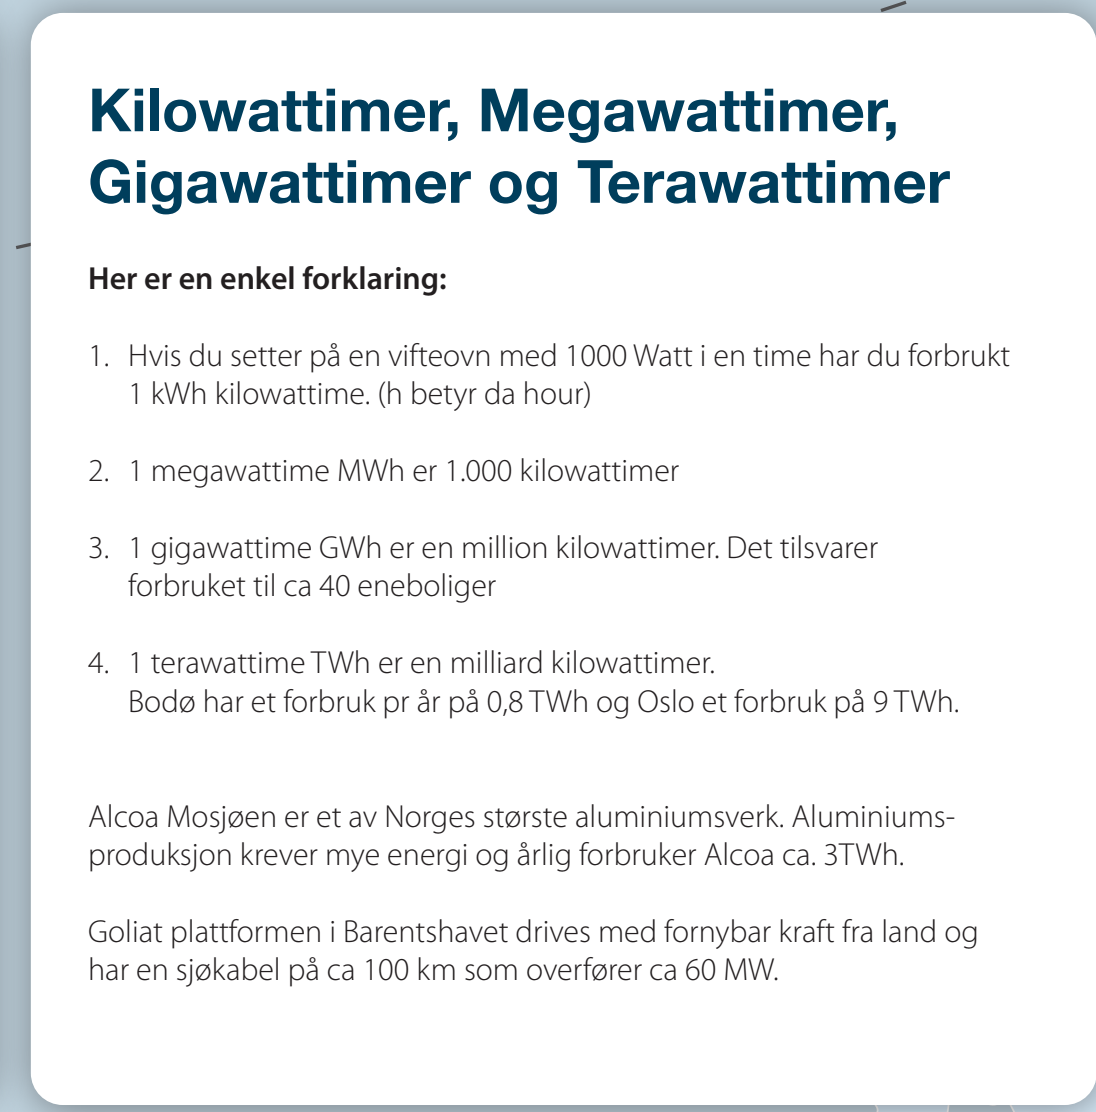 Kilowattimer, Megawattimer,
Gigawattimer og Terawattimer
Her er en enkel forklaring:
1. Hvis du setter på en vifteovn med 1000 Watt i en time har du forbrukt
1 kWh kilowattime. (h betyr da hour)
2. 1 megawattime MWh er 1.000 kilowattimer
3. 1 gigawattime GWh er en million kilowattimer. Det tilsvarer
forbruket til ca 40 eneboliger
4. 1 terawattime TWh er en milliard kilowattimer.
Bodø har et forbruk pr år på 0,8 TWh og Oslo et forbruk på 9 TWh.
Alcoa Mosjøen er et av Norges største aluminiumsverk. Aluminiums-
produksjon krever mye energi og årlig forbruker Alcoa ca. 3TWh.
Goliat plattformen i Barentshavet drives med fornybar kraft fra land og
har en sjøkabel på ca 100 km som overfører ca 60 MW.